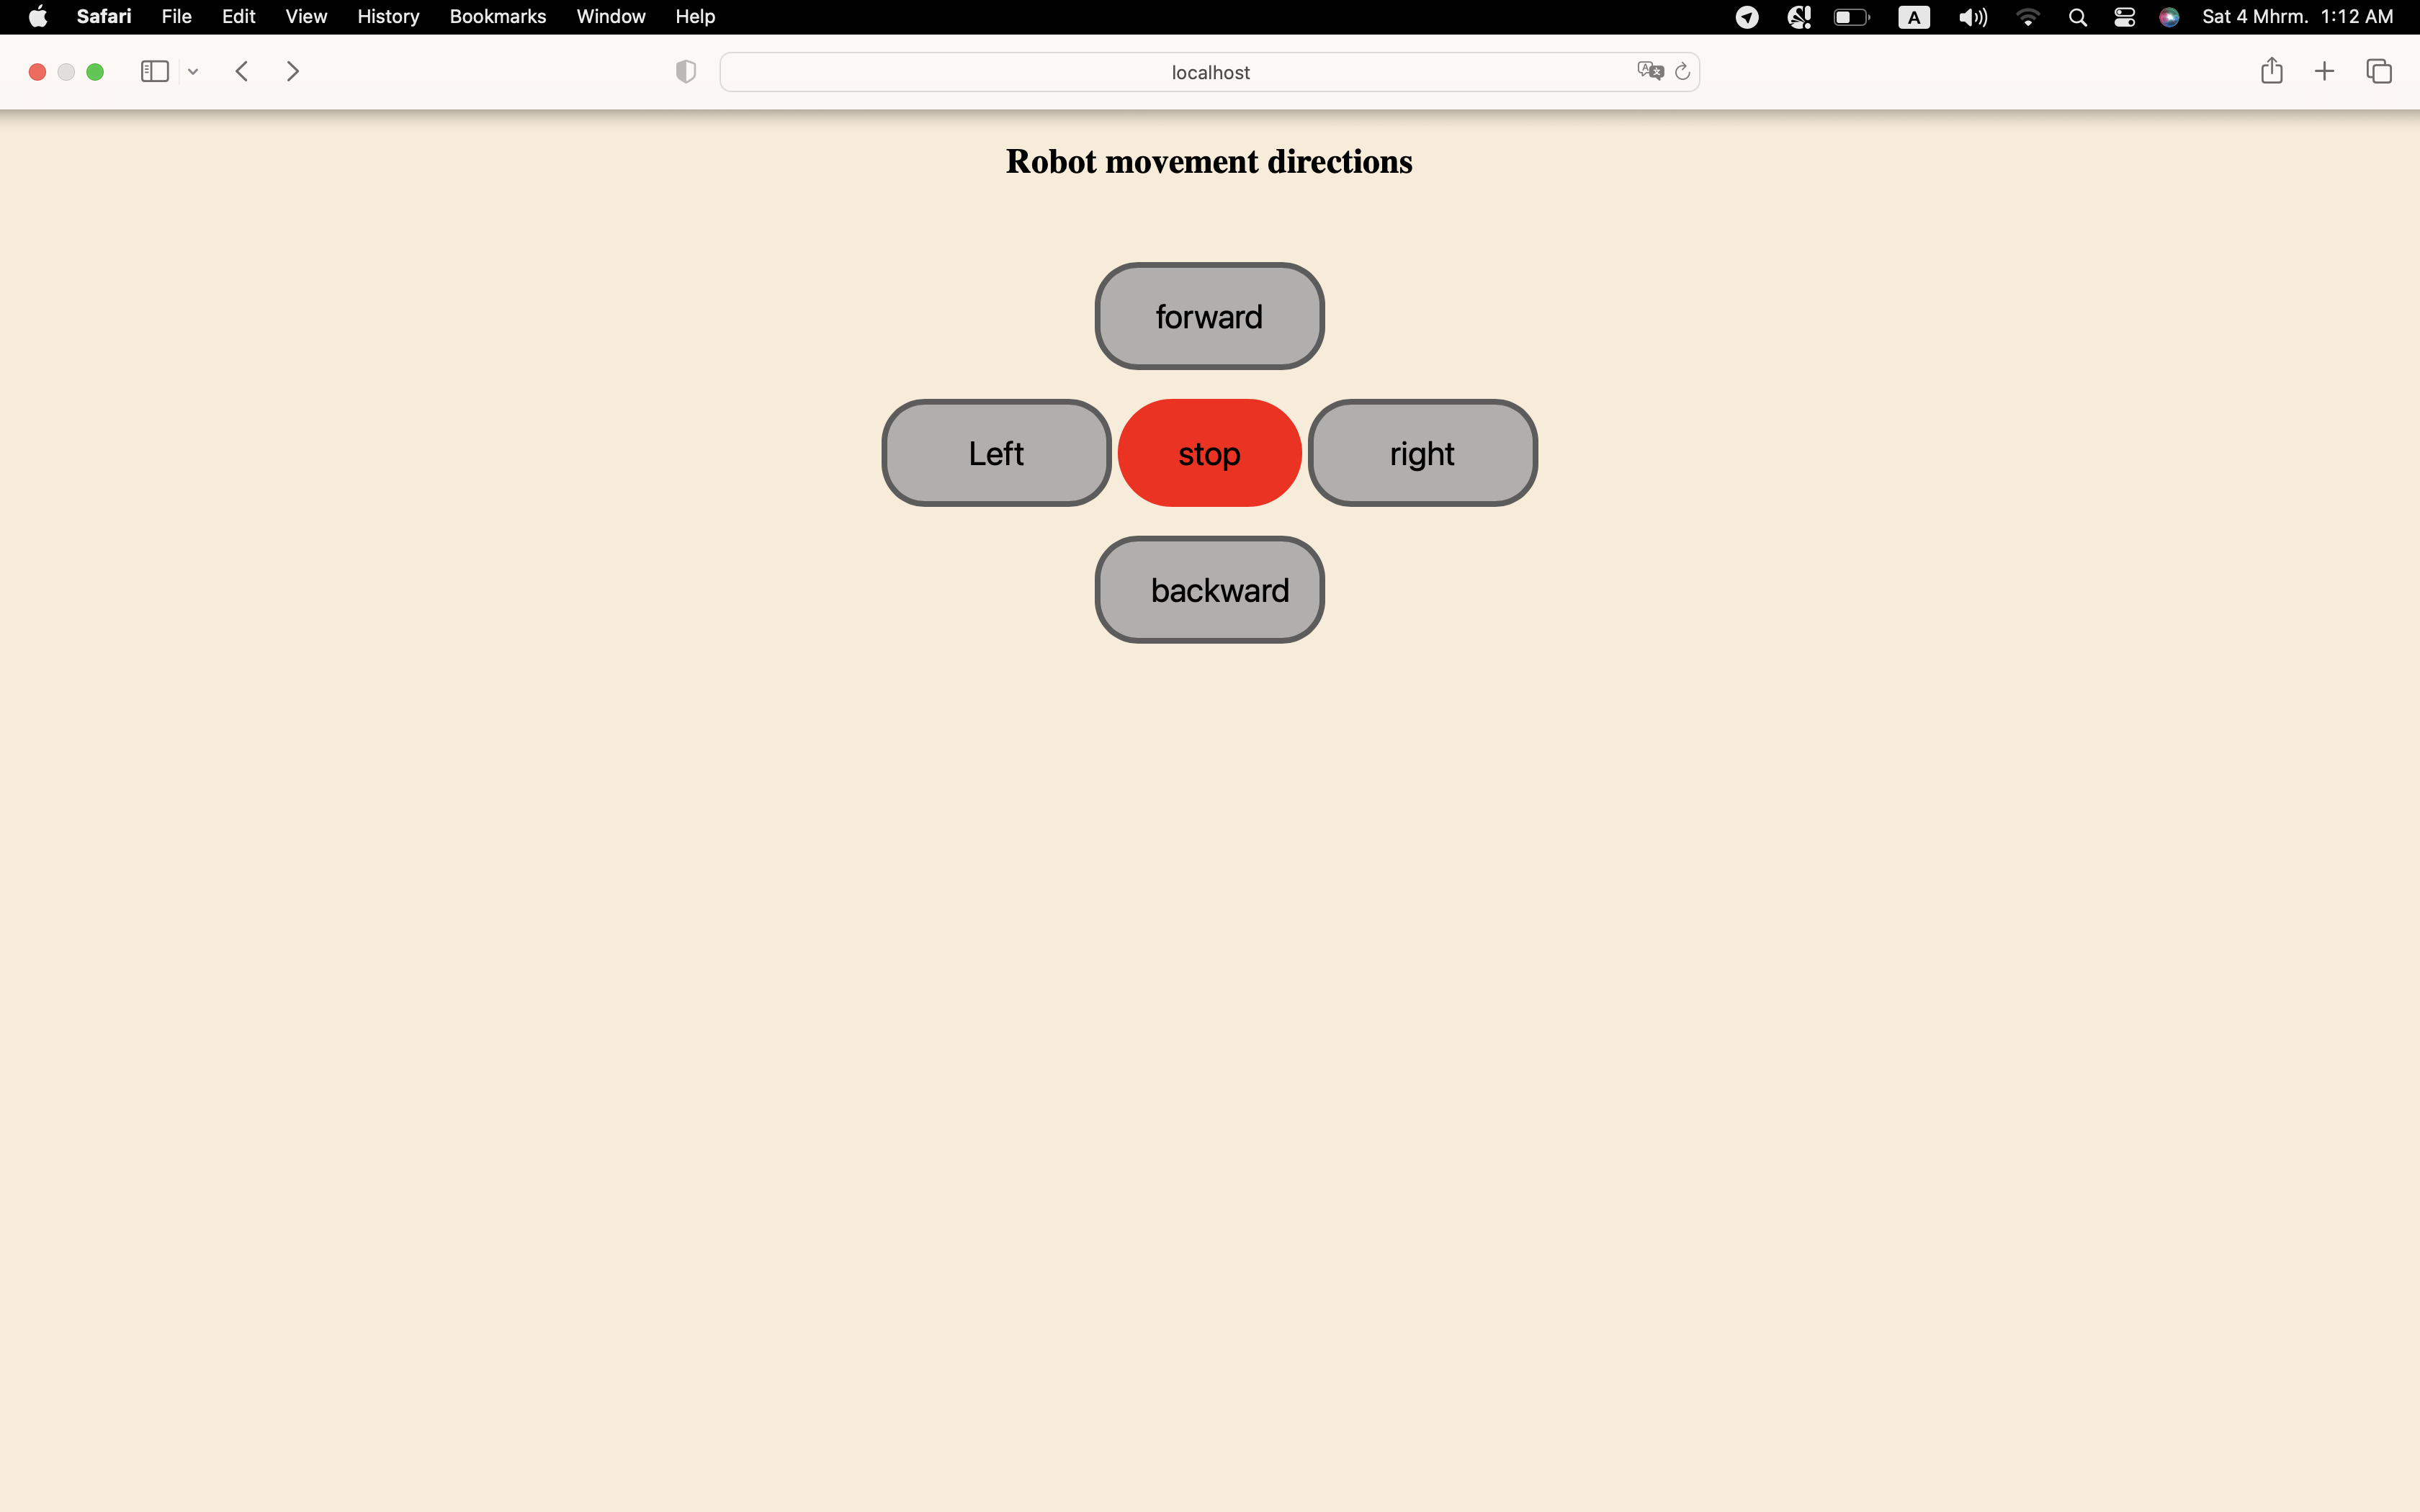 Safari File Edit View History Bookmarks Window Help A Sat 4 Mhrm. 1:12 AM
localhost
Robot movement directions
forward
Left stop right
backward